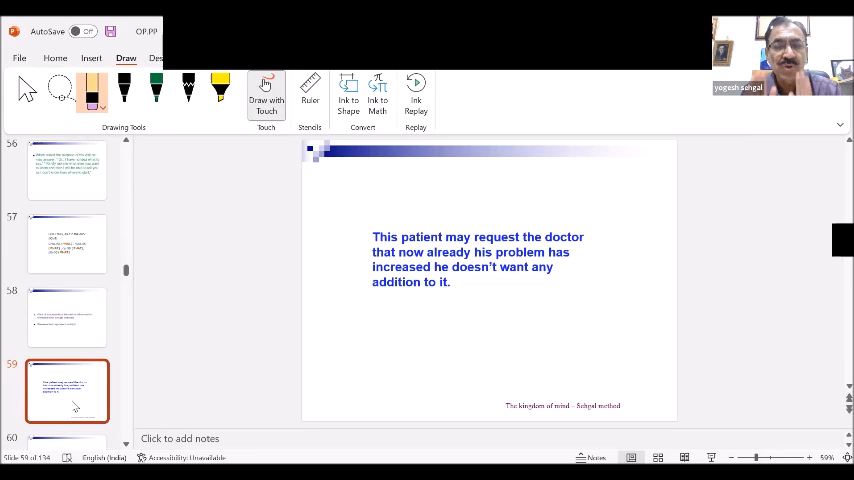 AutoSave Off OP.PP
yogesh sehgal
File Home Insert Draw Des
Draw with Touch Ruler Ink to Shape Ink to Math Ink Replay
Drawing Tools Touch Stencils Convert Replay
56
57
58
59
60
This patient may request the doctor
that now already his problem has
increased he doesn't want any
addition to it.
The kingdom of mind – Sehgal method
Click to add notes
Slide 59 of 134 English (India) Accessibility: Unavailable Notes 59%